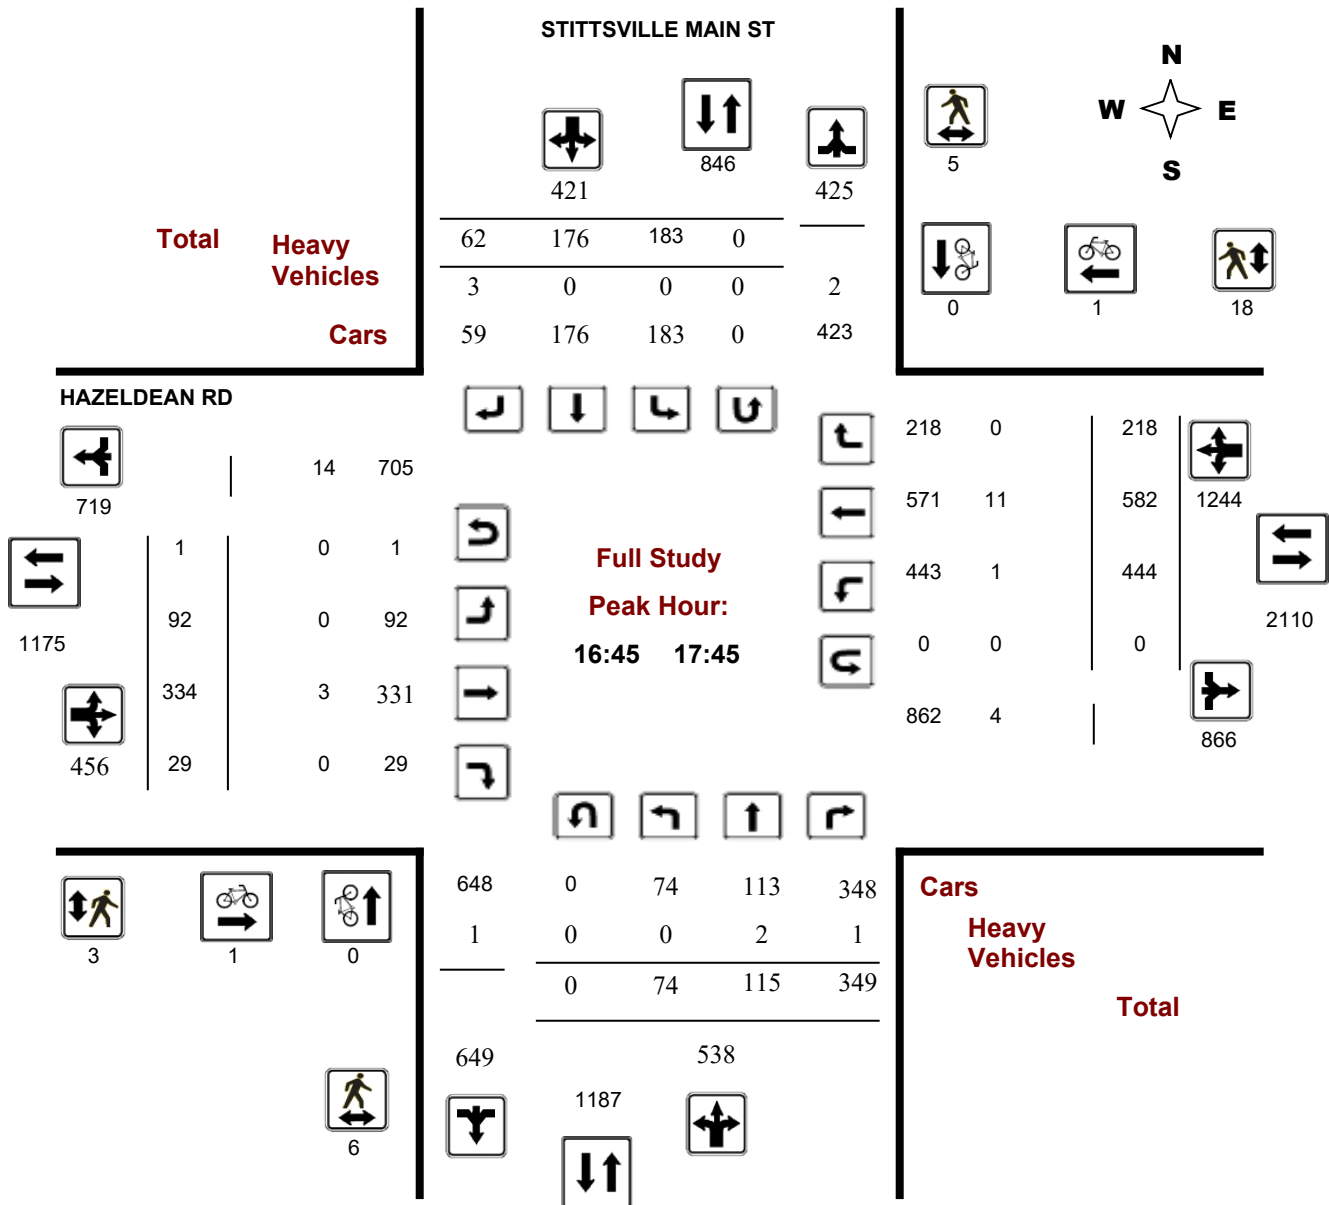 STITTSVILLE MAIN ST
N
W E
S
846
5
421
425
Total
Heavy
Vehicles
Cars
62 176 183 0
3 0 0 0 2
59 176 183 0 423
0 1 18
HAZELDEAN RD
719
14 705
1 0 1
92 0 92
1175
334 3 331
456
29 0 29
Full Study
Peak Hour:
16:45 17:45
218 0 218
571 11 582 1244
443 1 444
2110
0 0 0
862 4
866
648 0 74 113 348
1 0 0 2 1
0 74 115 349
649
538
1187
3 1 0
6
Cars
Heavy
Vehicles
Total